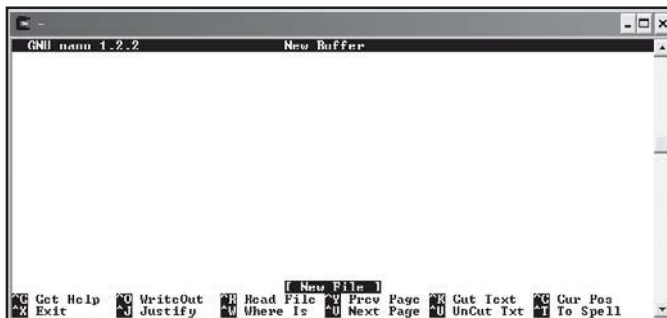 GNU nano 1.2.2 New Buffer
[ New File ]
^G Get Help ^O WriteOut ^R Read File ^Y Prev Page ^K Cut Text ^C Cur Pos
^X Exit ^J Justify ^W Where Is ^V Next Page ^U UnCut Txt ^T To Spell